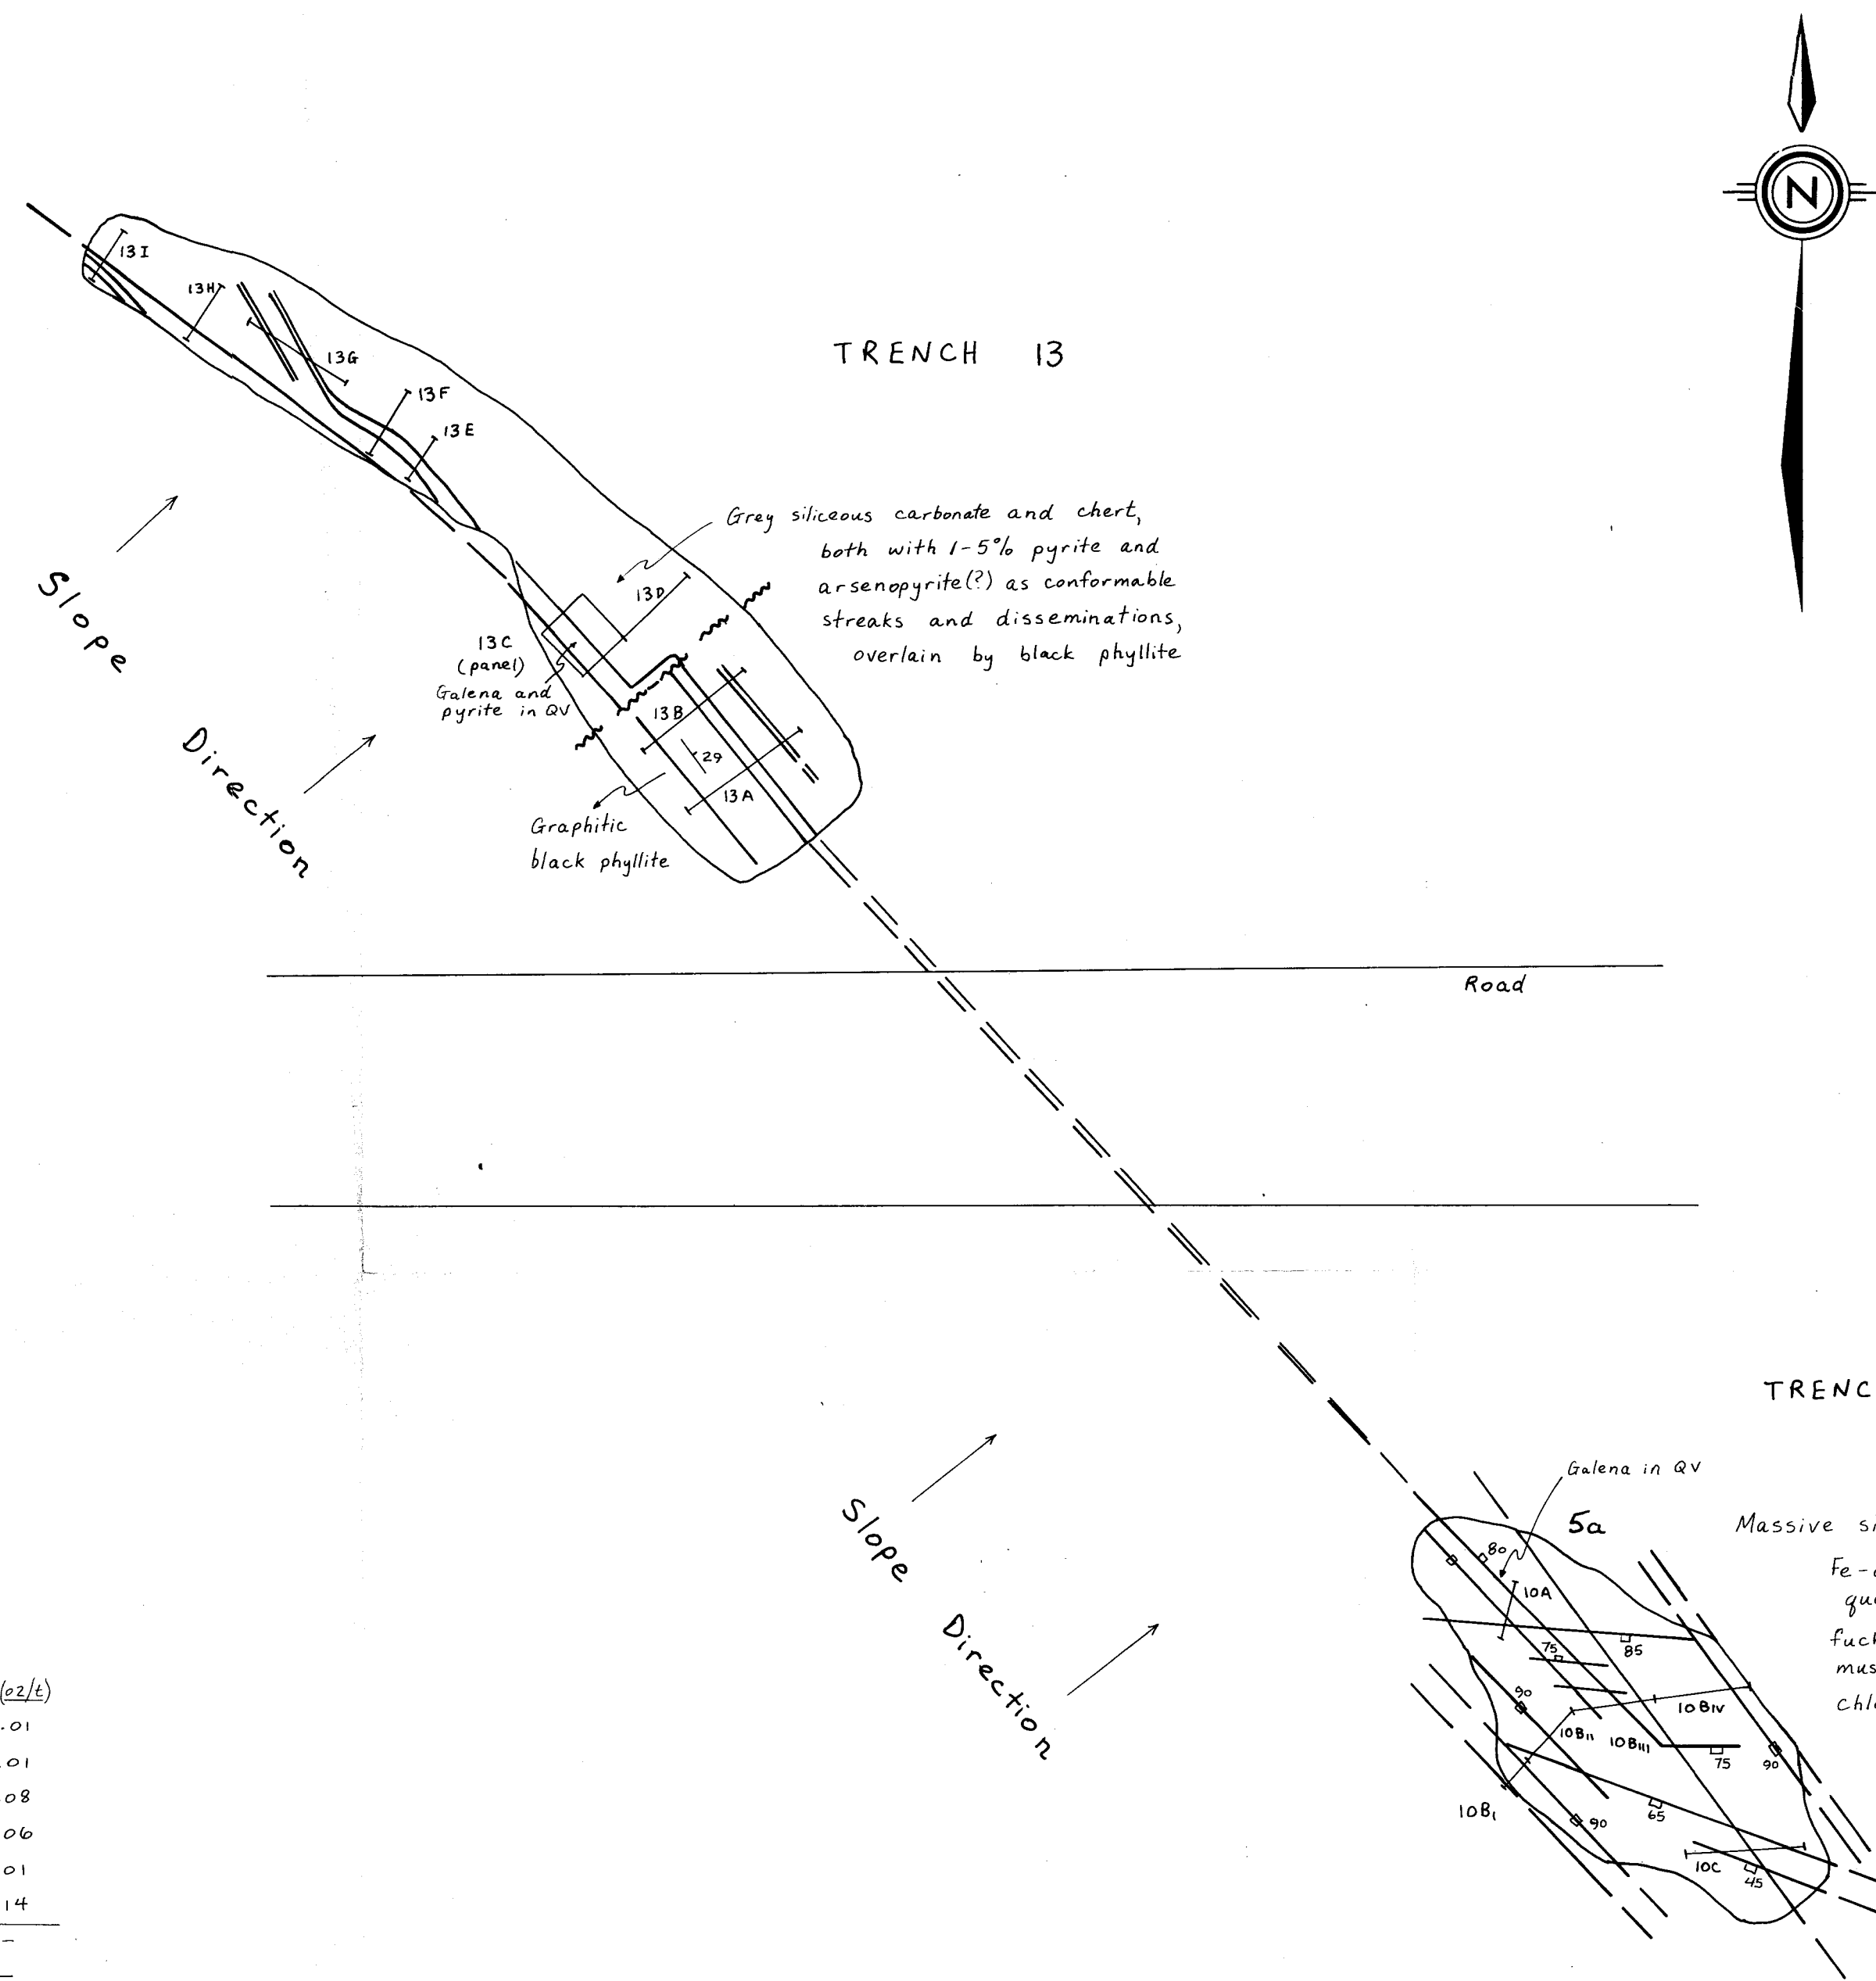 N
13I
13H
13G
TRENCH 13
13F
13E
Grey siliceous carbonate and chert,
both with 1-5% pyrite and
arsenopyrite(?) as conformable
streaks and disseminations,
overlain by black phyllite
13D
13C
(panel)
Galena and
pyrite in QV
13B
29
13A
Graphitic
black phyllite
Slope Direction
Road
TRENC
Galena in QV
5a
Massive si
80
Fe-
10A
qu
fuc
75
85
mus
90
10BIV
chl
10BII 10BIII
75
90
10BI
65
90
10C
45
Slope Direction
(oz/t)
.01
.01
08
06
01
14
–